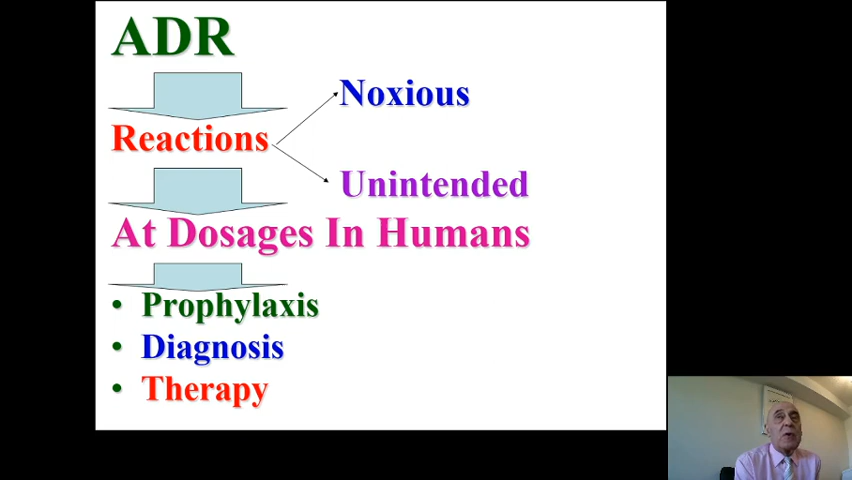 ADR
Noxious
Reactions
Unintended
At Dosages In Humans
• Prophylaxis
• Diagnosis
• Therapy